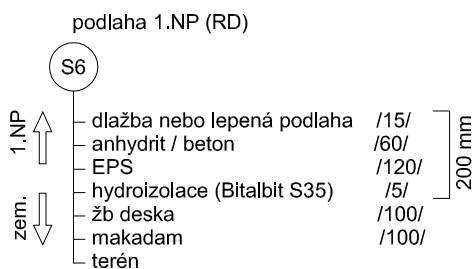 podlaha 1.NP (RD)
S6
1.NP
zem.
dlažba nebo lepená podlaha /15/
anhydrit / beton /60/
EPS /120/
hydroizolace (Bitalbit S35) /5/
žb deska /100/
makadam /100/
terén
200 mm